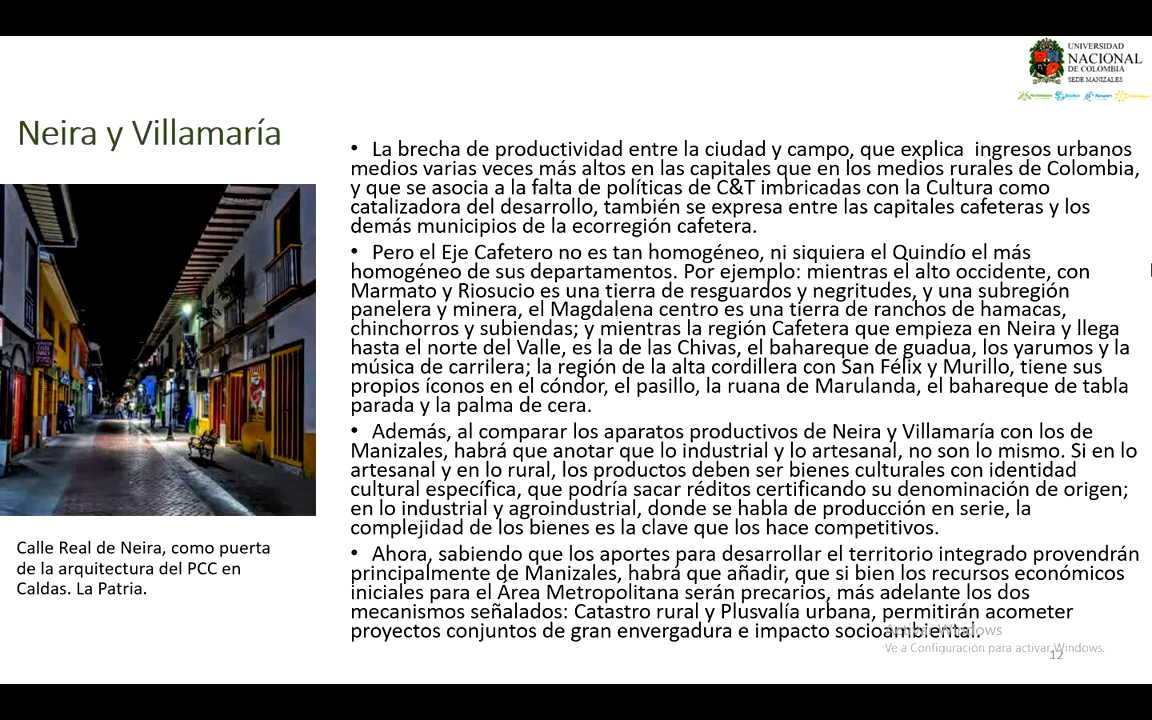 UNIVERSIDAD
NACIONAL
DE COLOMBIA
SEDE MANIZALES
Neira y Villamaría
• La brecha de productividad entre la ciudad y campo, que explica  ingresos urbanos
medios varias veces más altos en las capitales que en los medios rurales de Colombia,
y que se asocia a la falta de políticas de C&T imbricadas con la Cultura como
catalizadora del desarrollo, también se expresa entre las capitales cafeteras y los
demás municipios de la ecorregión cafetera.
• Pero el Eje Cafetero no es tan homogéneo, ni siquiera el Quindío el más
homogéneo de sus departamentos. Por ejemplo: mientras el alto occidente, con
Marmato y Riosucio es una tierra de resguardos y negritudes, y una subregión
panelera y minera, el Magdalena centro es una tierra de ranchos de hamacas,
chinchorros y subiendas; y mientras la región Cafetera que empieza en Neira y llega
hasta el norte del Valle, es la de las Chivas, el bahareque de guadua, los yarumos y la
música de carrilera; la región de la alta cordillera con San Félix y Murillo, tiene sus
propios íconos en el cóndor, el pasillo, la ruana de Marulanda, el bahareque de tabla
parada y la palma de cera.
• Además, al comparar los aparatos productivos de Neira y Villamaría con los de
Manizales, habrá que anotar que lo industrial y lo artesanal, no son lo mismo. Si en lo
artesanal y en lo rural, los productos deben ser bienes culturales con identidad
cultural específica, que podría sacar réditos certificando su denominación de origen;
en lo industrial y agroindustrial, donde se habla de producción en serie, la
complejidad de los bienes es la clave que los hace competitivos.
• Ahora, sabiendo que los aportes para desarrollar el territorio integrado provendrán
principalmente de Manizales, habrá que añadir, que si bien los recursos económicos
iniciales para el Área Metropolitana serán precarios, más adelante los dos
mecanismos señalados: Catastro rural y Plusvalía urbana, permitirán acometer
proyectos conjuntos de gran envergadura e impacto socioambiental.
Calle Real de Neira, como puerta
de la arquitectura del PCC en
Caldas. La Patria.
Activar Windows
Ve a Configuración para activar Windows.
12